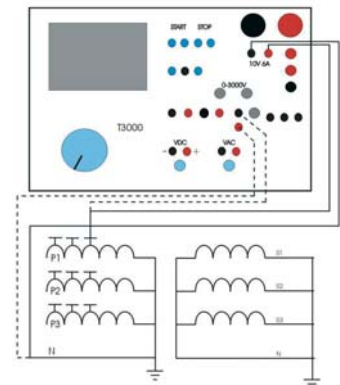 START STOP
10V 6A
0-3000V
T3000
VDC
VAC
- +
P1
P2
P3
N
S1
S2
S3
N